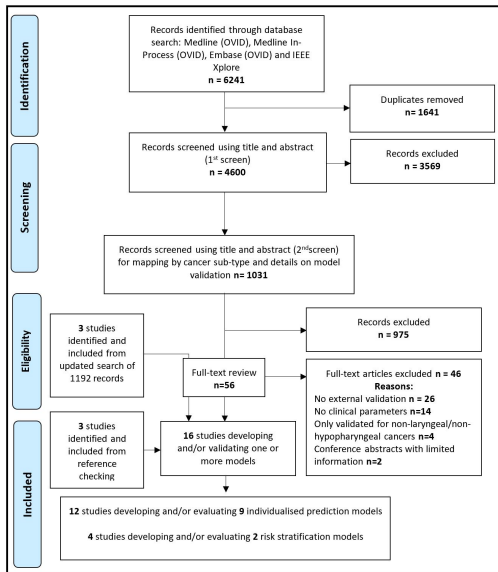 Identification
Records identified through database
search: Medline (OVID), Medline
In-Process (OVID), Embase (OVID) and IEEE
Xplore
n = 6241
Duplicates removed
n= 1641
Screening
Records screened using title and abstract
(1st screen)
n = 4600
Records excluded
n = 3569
Records screened using title and abstract (2ndscreen)
for mapping by cancer sub-type and details on model
validation n= 1031
Eligibility
Records excluded
n = 975
3 studies
identified and
included from
updated search of
1192 records
Full-text review
n=56
Full-text articles excluded n = 46
Reasons:
No external validation n = 26
No clinical parameters n=14
Only validated for non-laryngeal/non-
hypopharyngeal cancers n=4
Conference abstracts with limited
information n=2
Included
3 studies
identified and
included from
reference
checking
16 studies developing
and/or validating one or
more models
12 studies developing and/or evaluating 9 individualised prediction models
4 studies developing and/or evaluating 2 risk stratification models